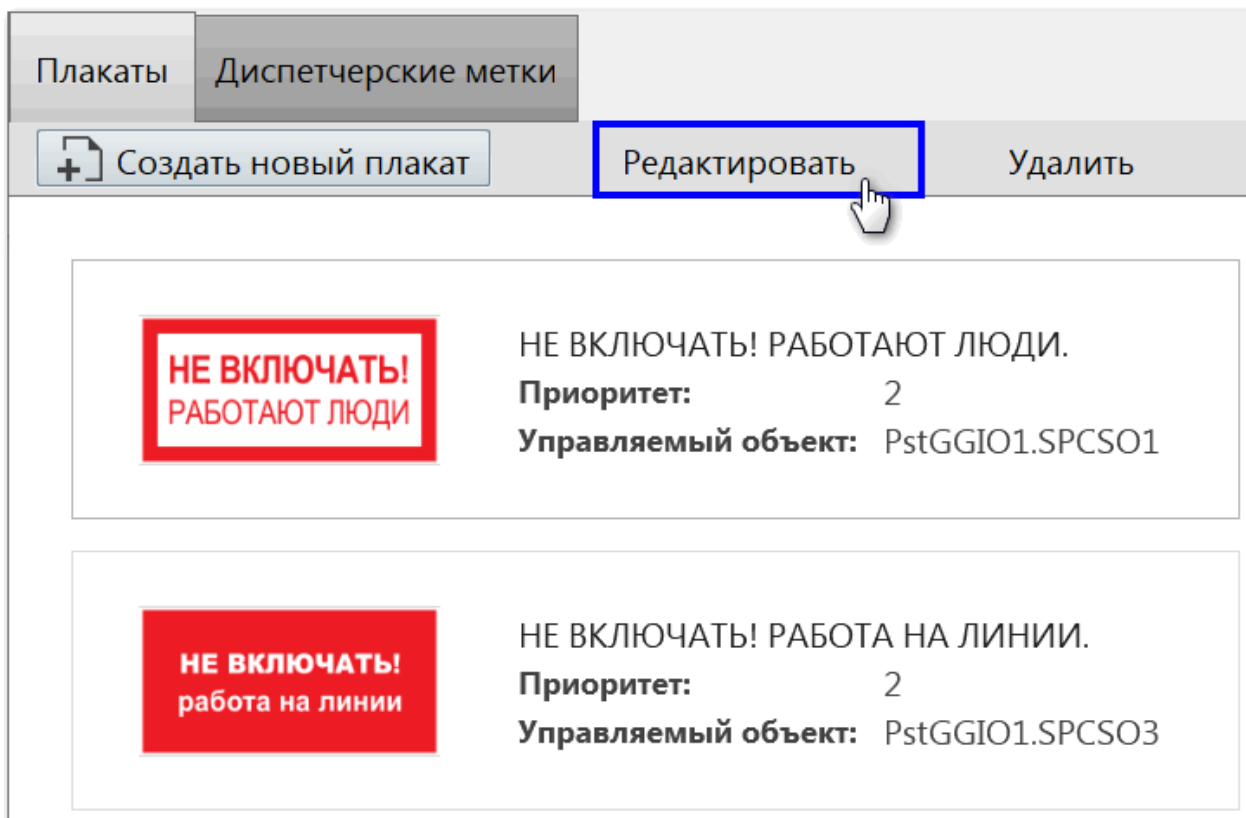 Плакаты Диспетчерские метки
Создать новый плакат Редактировать Удалить
НЕ ВКЛЮЧАТЬ!
РАБОТАЮТ ЛЮДИ
НЕ ВКЛЮЧАТЬ! РАБОТАЮТ ЛЮДИ.
Приоритет: 2
Управляемый объект: PstGGIO1.SPCSO1
НЕ ВКЛЮЧАТЬ!
работа на линии
НЕ ВКЛЮЧАТЬ! РАБОТА НА ЛИНИИ.
Приоритет: 2
Управляемый объект: PstGGIO1.SPCSO3